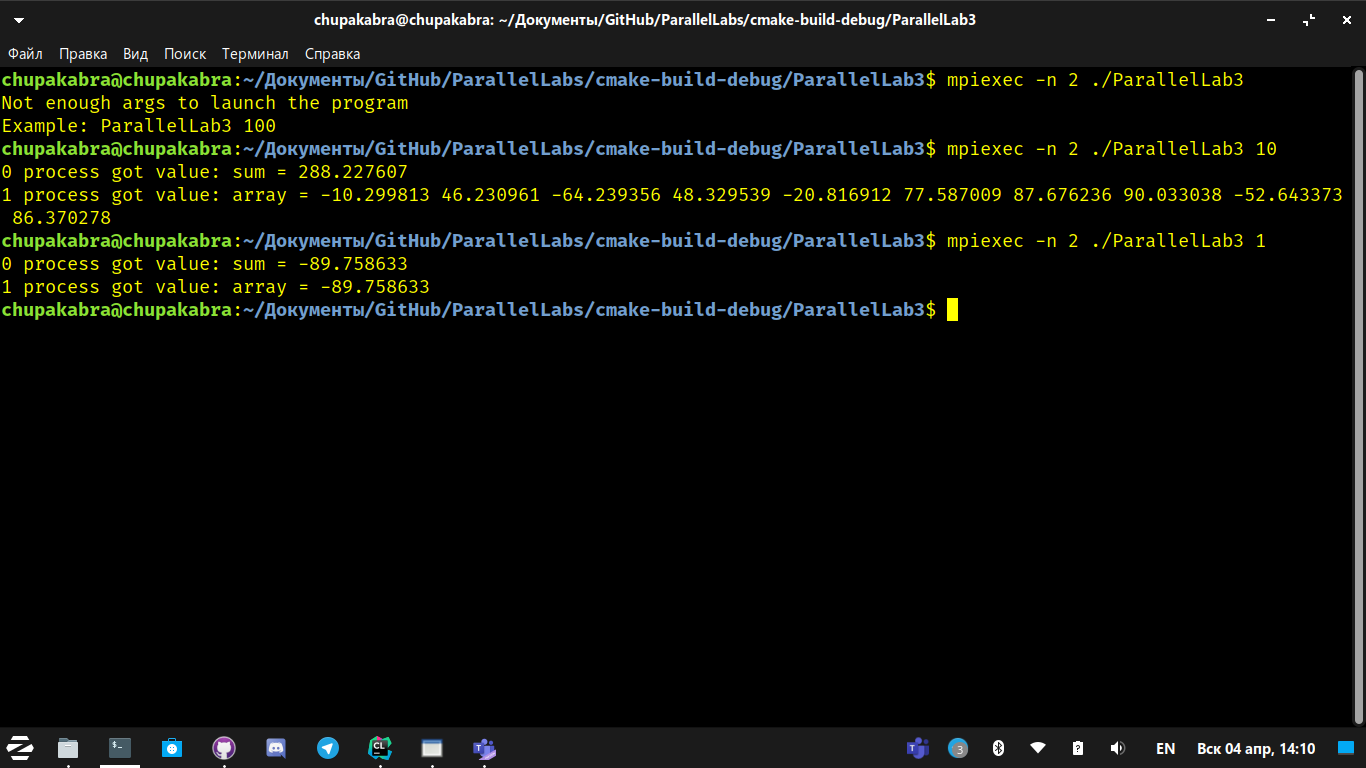 chupakabra@chupakabra: ~/Документы/GitHub/ParallelLabs/cmake-build-debug/ParallelLab3
Файл Правка Вид Поиск Терминал Справка
chupakabra@chupakabra:~/Документы/GitHub/ParallelLabs/cmake-build-debug/ParallelLab3$ mpiexec -n 2 ./ParallelLab3
Not enough args to launch the program
Example: ParallelLab3 100
chupakabra@chupakabra:~/Документы/GitHub/ParallelLabs/cmake-build-debug/ParallelLab3$ mpiexec -n 2 ./ParallelLab3 10
0 process got value: sum = 288.227607
1 process got value: array = -10.299813 46.230961 -64.239356 48.329539 -20.816912 77.587009 87.676236 90.033038 -52.643373
86.370278
chupakabra@chupakabra:~/Документы/GitHub/ParallelLabs/cmake-build-debug/ParallelLab3$ mpiexec -n 2 ./ParallelLab3 1
0 process got value: sum = -89.758633
1 process got value: array = -89.758633
chupakabra@chupakabra:~/Документы/GitHub/ParallelLabs/cmake-build-debug/ParallelLab3$
$- CL T 3 ? EN Вск 04 апр, 14:10